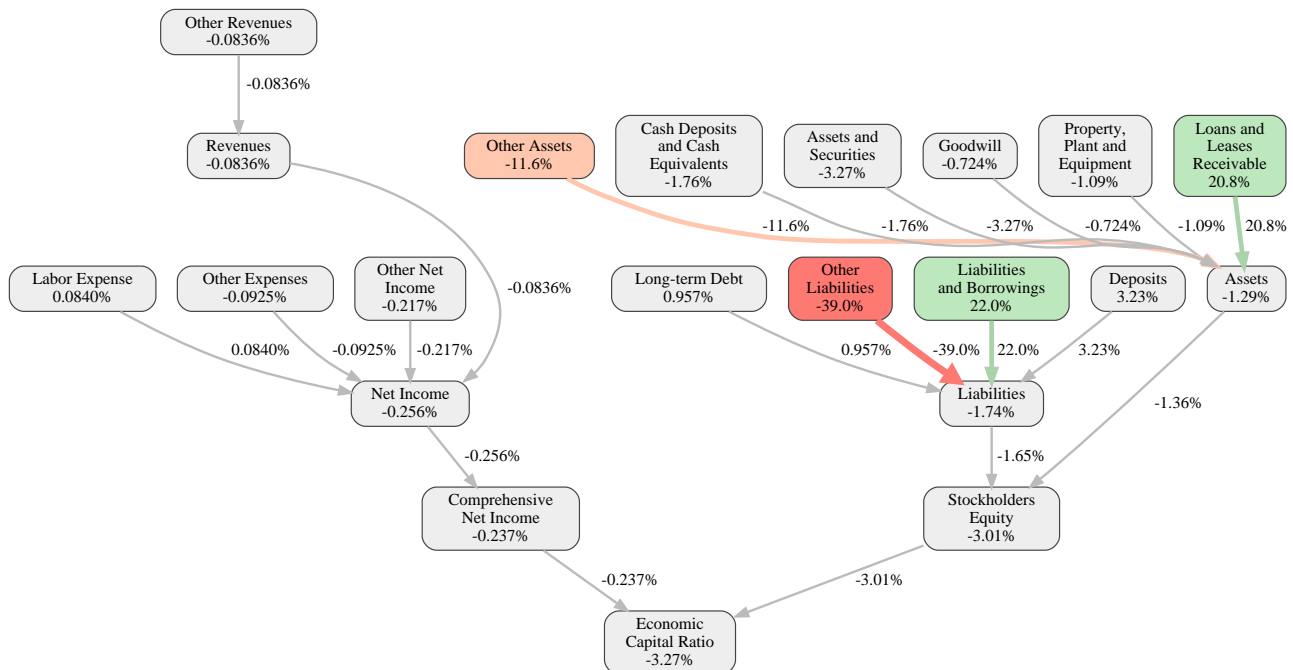 Other Revenues
-0.0836%
-0.0836%
Revenues
-0.0836%
Other Assets
-11.6%
Cash Deposits
and Cash
Equivalents
-1.76%
Assets and
Securities
-3.27%
Goodwill
-0.724%
Property,
Plant and
Equipment
-1.09%
Loans and
Leases
Receivable
20.8%
-11.6%
-1.76%
-3.27%
-0.724%
-1.09%
20.8%
Labor Expense
0.0840%
Other Expenses
-0.0925%
Other Net
Income
-0.217%
-0.0836%
Long-term Debt
0.957%
Other
Liabilities
-39.0%
Liabilities
and Borrowings
22.0%
Deposits
3.23%
Assets
-1.29%
0.0840%
-0.0925%
-0.217%
0.957%
-39.0%
22.0%
3.23%
Net Income
-0.256%
Liabilities
-1.74%
-1.36%
-0.256%
-1.65%
Comprehensive
Net Income
-0.237%
Stockholders
Equity
-3.01%
-0.237%
-3.01%
Economic
Capital Ratio
-3.27%